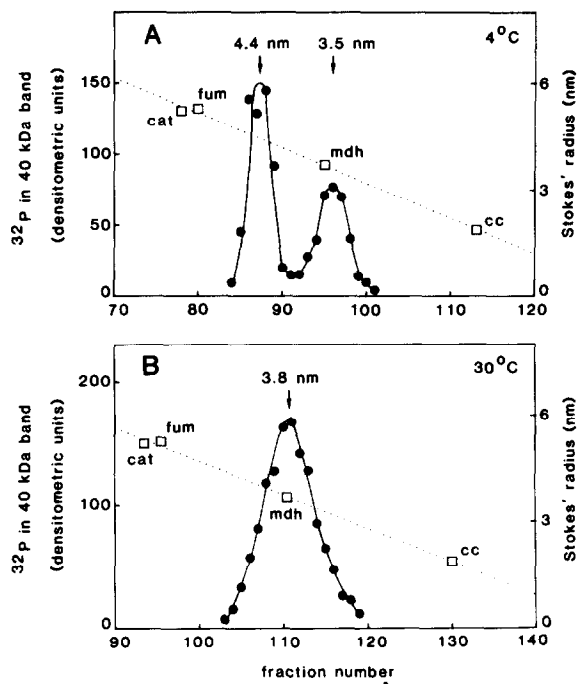 A
4.4 nm
3.5 nm
4°C
150
100
50
0
6
3
0
cat
fum
mdh
cc
70
80
90
100
110
120
32P in 40 kDa band
(densitometric units)
Stokes' radius (nm)
B
3.8 nm
30°C
200
100
0
6
3
0
cat
fum
mdh
cc
90
100
110
120
130
140
32P in 40 kDa band
(densitometric units)
Stokes' radius (nm)
fraction number